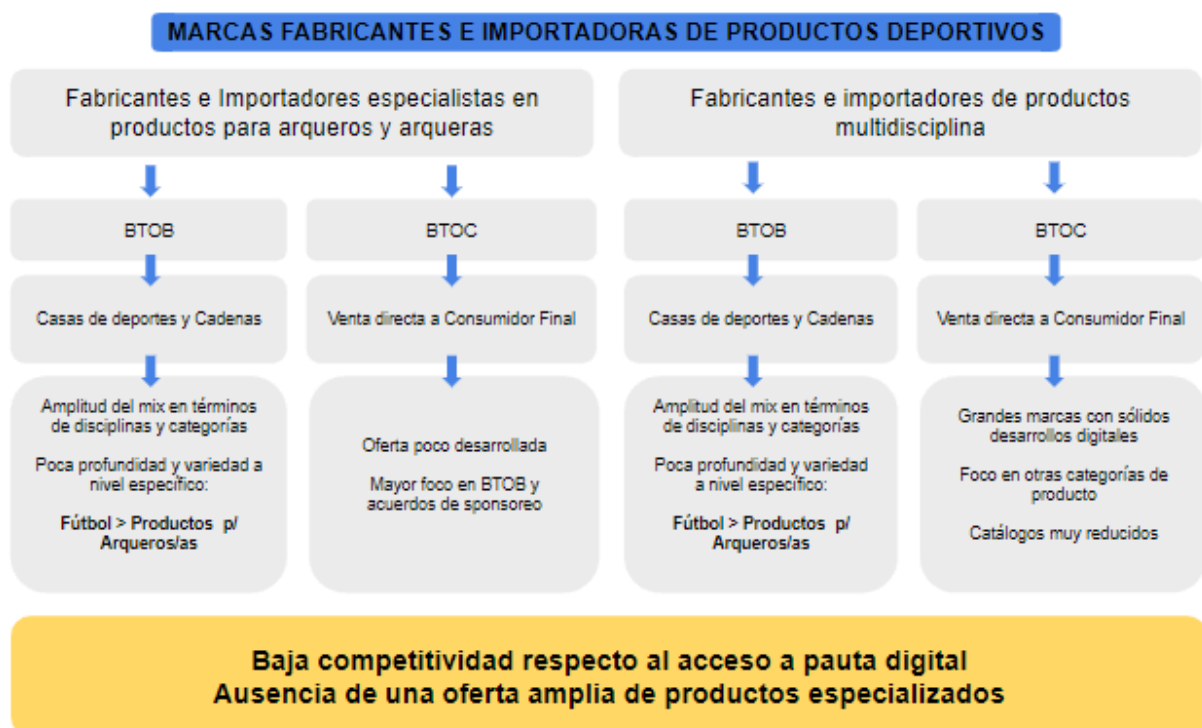 MARCAS FABRICANTES E IMPORTADORAS DE PRODUCTOS DEPORTIVOS
Fabricantes e Importadores especialistas en
productos para arqueros y arqueras
Fabricantes e importadores de productos
multidisciplina
BTOB
BTOC
BTOB
BTOC
Casas de deportes y Cadenas
Venta directa a Consumidor Final
Casas de deportes y Cadenas
Venta directa a Consumidor Final
Amplitud del mix en términos
de disciplinas y categorías
Poca profundidad y variedad a
nivel específico:
Fútbol > Productos p/
Arqueros/as
Oferta poco desarrollada
Mayor foco en BTOB y
acuerdos de sponsoreo
Amplitud del mix en términos
de disciplinas y categorías
Poca profundidad y variedad
a nivel específico:
Fútbol > Productos p/
Arqueros/as
Grandes marcas con sólidos
desarrollos digitales
Foco en otras categorías de
producto
Catálogos muy reducidos
Baja competitividad respecto al acceso a pauta digital
Ausencia de una oferta amplia de productos especializados